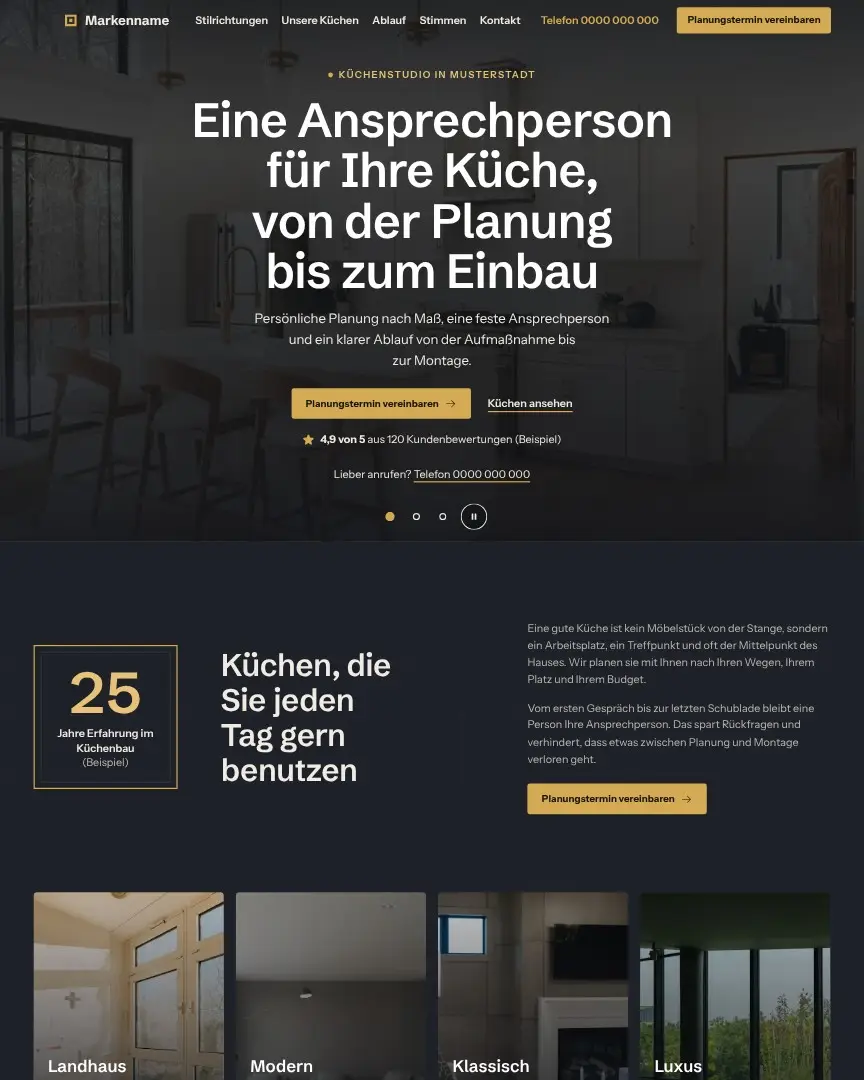 Markenname
Stilrichtungen
Unsere Küchen
Ablauf
Stimmen
Kontakt
Telefon 0000 000 000
Planungstermin vereinbaren
KÜCHENSTUDIO IN MUSTERSTADT
Eine Ansprechperson
für Ihre Küche,
von der Planung
bis zum Einbau
Persönliche Planung nach Maß, eine feste Ansprechperson
und ein klarer Ablauf von der Aufmaßnahme bis
zur Montage.
Planungstermin vereinbaren →
Küchen ansehen
4,9 von 5 aus 120 Kundenbewertungen (Beispiel)
Lieber anrufen? Telefon 0000 000 000
25
Jahre Erfahrung im
Küchenbau
(Beispiel)
Küchen, die
Sie jeden
Tag gern
benutzen
Eine gute Küche ist kein Möbelstück von der Stange, sondern
ein Arbeitsplatz, ein Treffpunkt und oft der Mittelpunkt des
Hauses. Wir planen sie mit Ihnen nach Ihren Wegen, Ihrem
Platz und Ihrem Budget.
Vom ersten Gespräch bis zur letzten Schublade bleibt eine
Person Ihre Ansprechperson. Das spart Rückfragen und
verhindert, dass etwas zwischen Planung und Montage
verloren geht.
Planungstermin vereinbaren →
Landhaus
Modern
Klassisch
Luxus